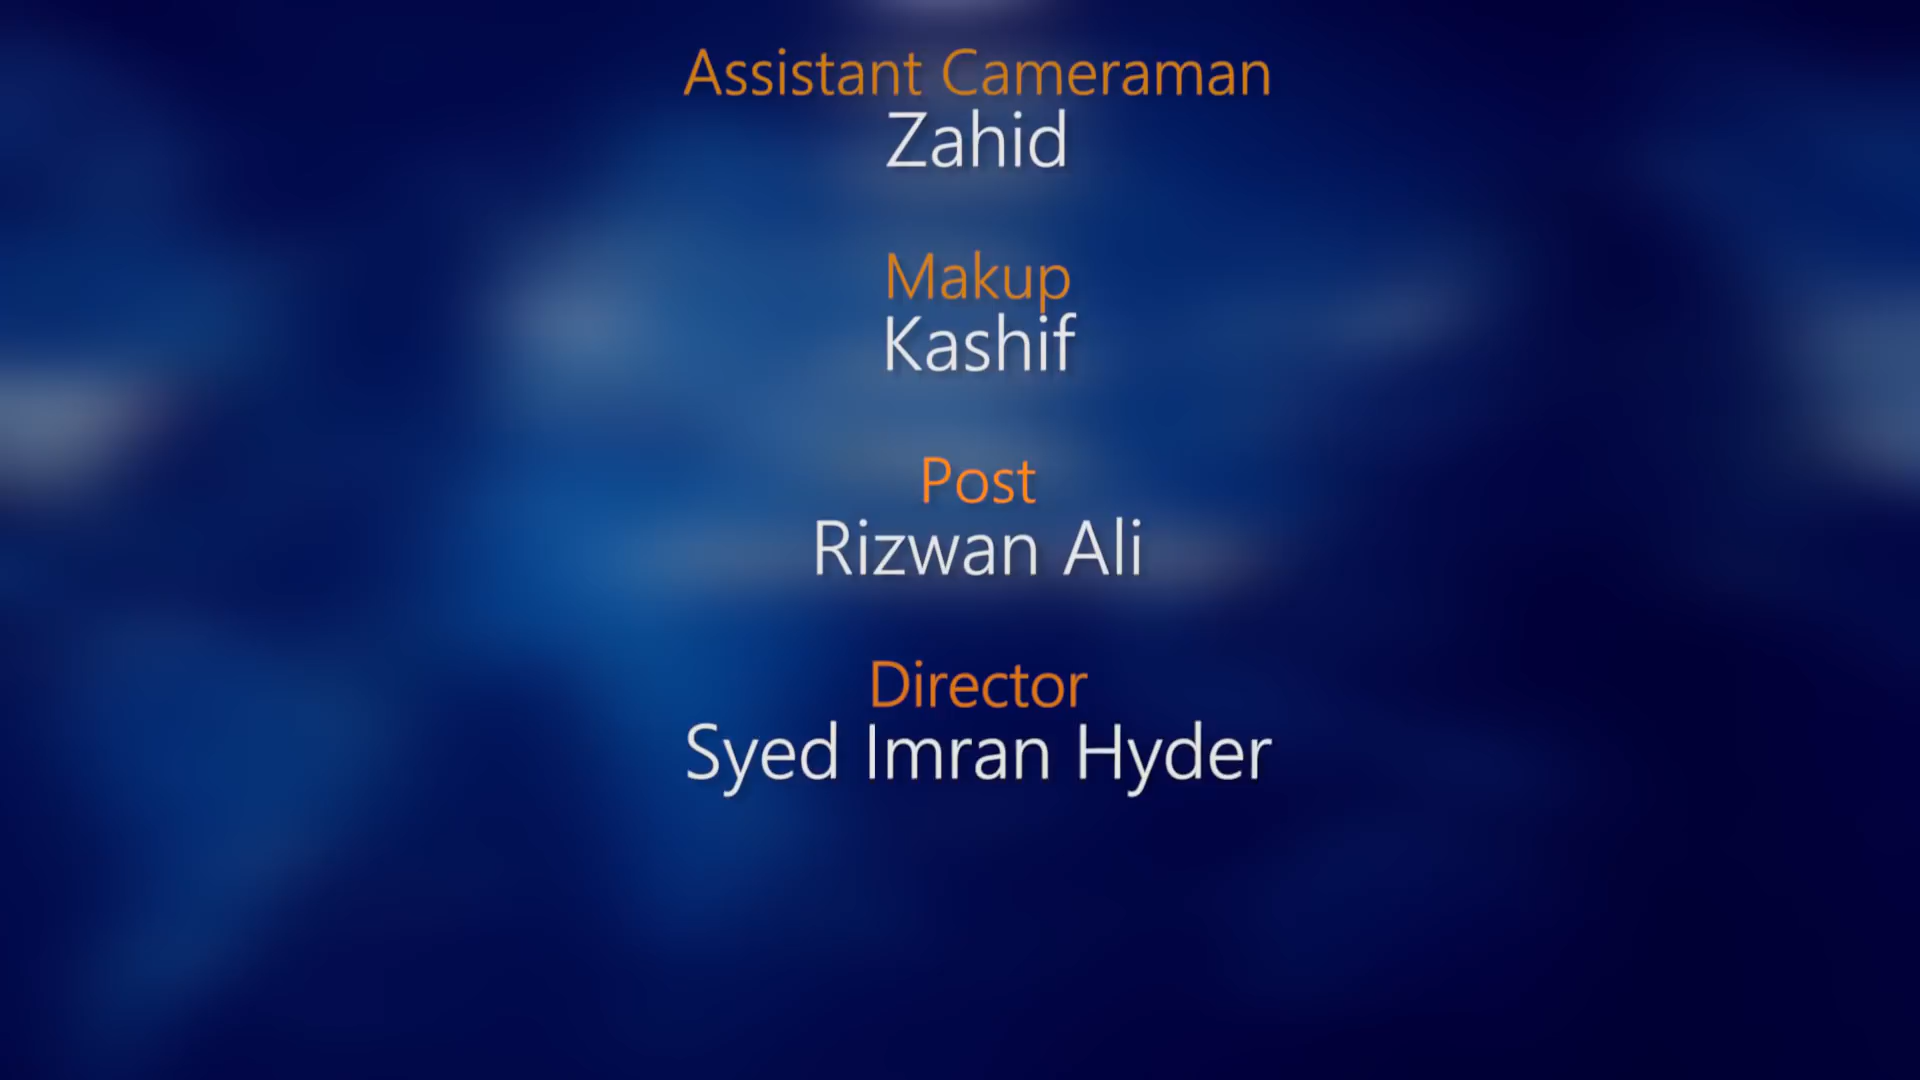 Assistant Cameraman
Zahid
Makup
Kashif
Post
Rizwan Ali
Director
Syed Imran Hyder